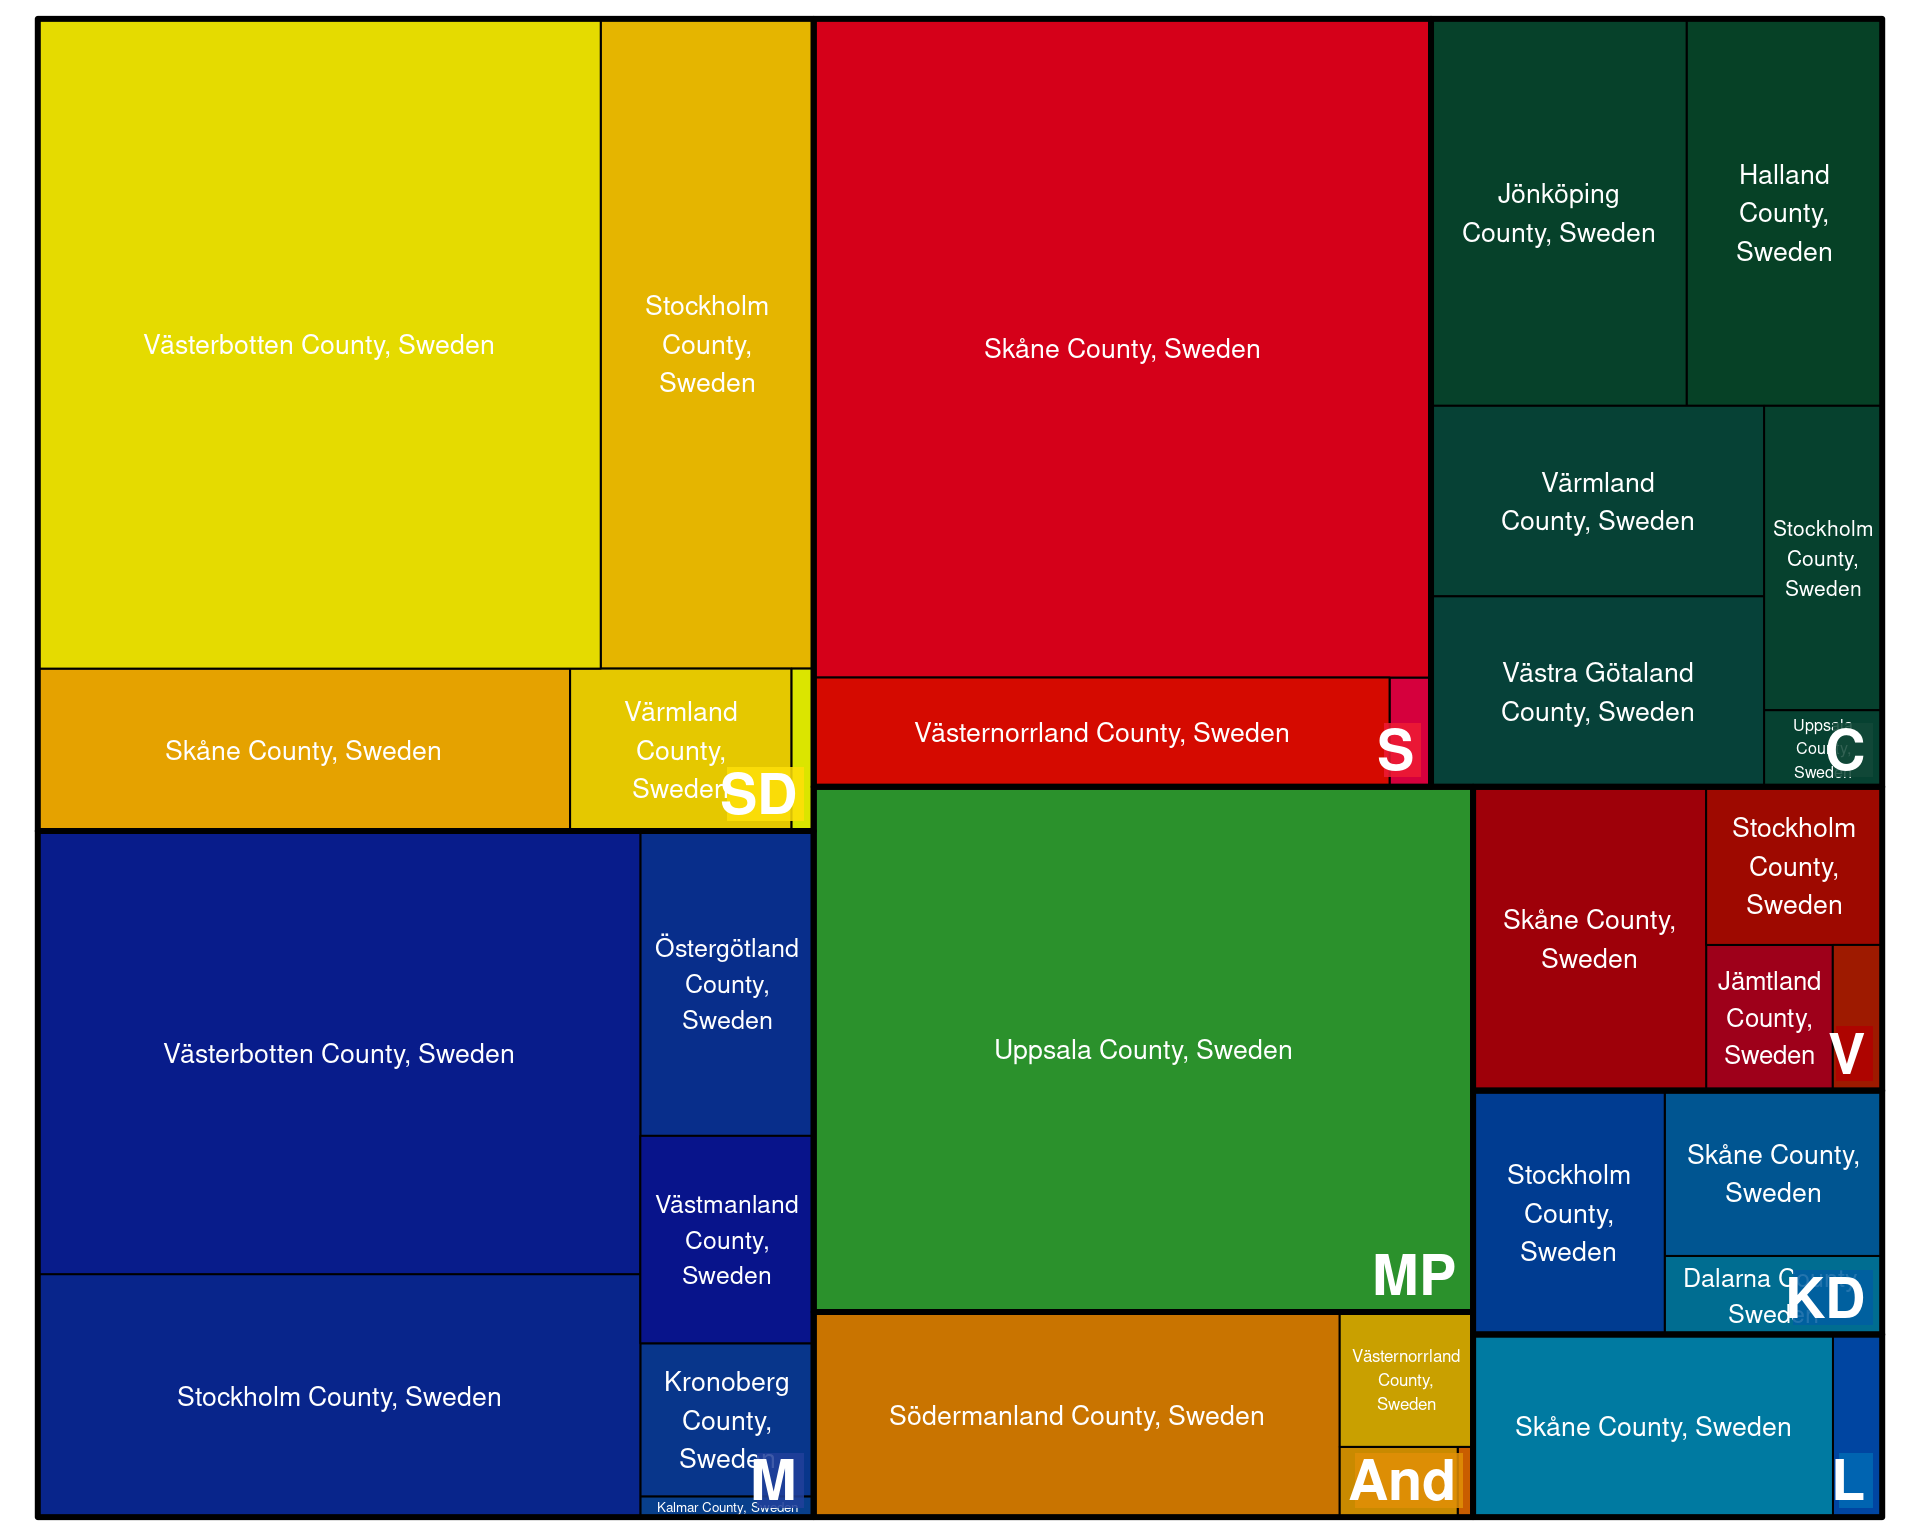 Västerbotten County, Sweden
Stockholm
County,
Sweden
Skåne County, Sweden
Värmland
County,
Sweden
SD
Skåne County, Sweden
Västernorrland County, Sweden
S
Jönköping
County, Sweden
Halland
County,
Sweden
Värmland
County, Sweden
Stockholm
County,
Sweden
Västra Götaland
County, Sweden
Uppsala
County,
Sweden
C
Västerbotten County, Sweden
Östergötland
County,
Sweden
Västmanland
County,
Sweden
Stockholm County, Sweden
Kronoberg
County,
Sweden
Kalmar County, Sweden
M
Uppsala County, Sweden
MP
Södermanland County, Sweden
Västernorrland
County,
Sweden
And
Skåne County,
Sweden
Stockholm
County,
Sweden
Jämtland
County,
Sweden
V
Stockholm
County,
Sweden
Skåne County,
Sweden
Dalarna County,
Sweden
KD
Skåne County, Sweden
L